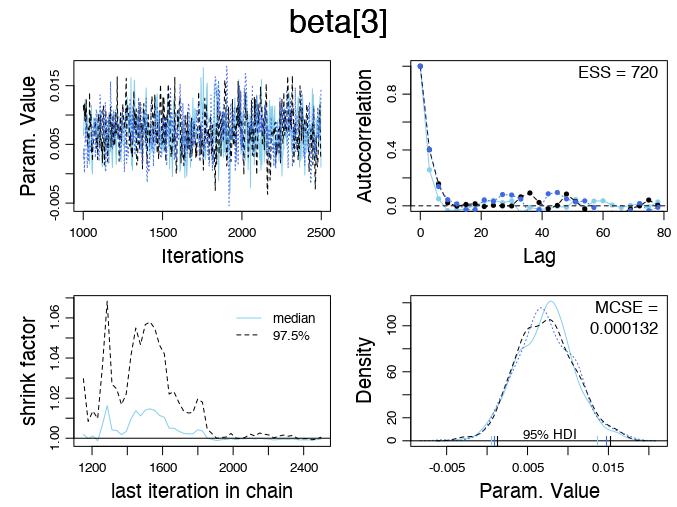 beta[3]
Param. Value
-0.005
0.005
0.015
1000
1500
2000
2500
Iterations
Autocorrelation
0.0
0.4
0.8
ESS = 720
0
20
40
60
80
Lag
shrink factor
1.00
1.02
1.04
1.06
median
97.5%
1200
1600
2000
2400
last iteration in chain
Density
0
20
60
100
MCSE =
0.000132
95% HDI
-0.005
0.005
0.015
Param. Value